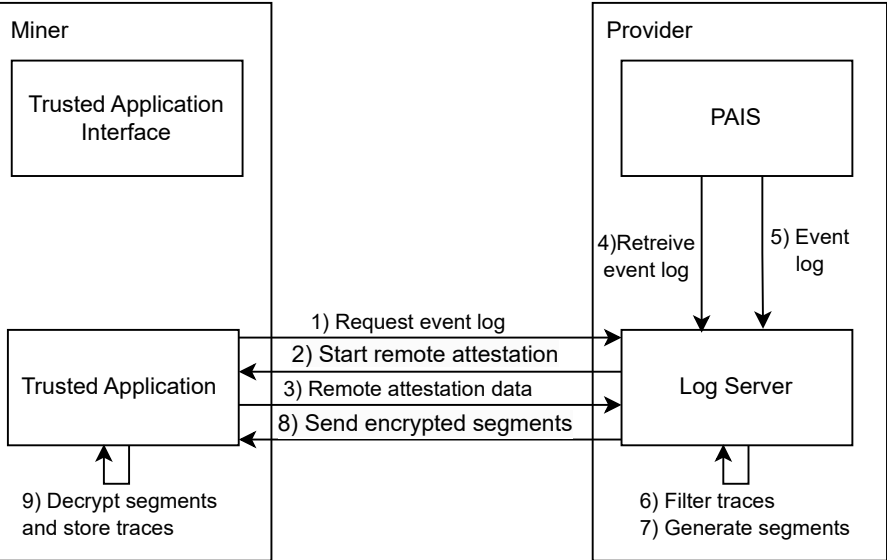 Miner
Provider
Trusted Application
Interface
PAIS
4)Retreive
event log
5) Event
log
1) Request event log
2) Start remote attestation
3) Remote attestation data
8) Send encrypted segments
Trusted Application
Log Server
9) Decrypt segments
and store traces
6) Filter traces
7) Generate segments